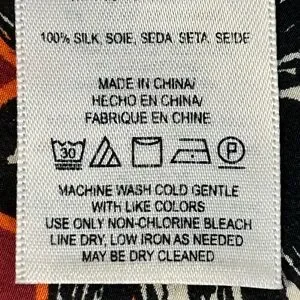 100% SILK, SOIE, SEDA, SETA, SEIDE
MADE IN CHINA/
HECHO EN CHINA/
FABRIQUE EN CHINE
30 P
MACHINE WASH COLD GENTLE
WITH LIKE COLORS
USE ONLY NON-CHLORINE BLEACH
LINE DRY, LOW IRON AS NEEDED
MAY BE DRY CLEANED